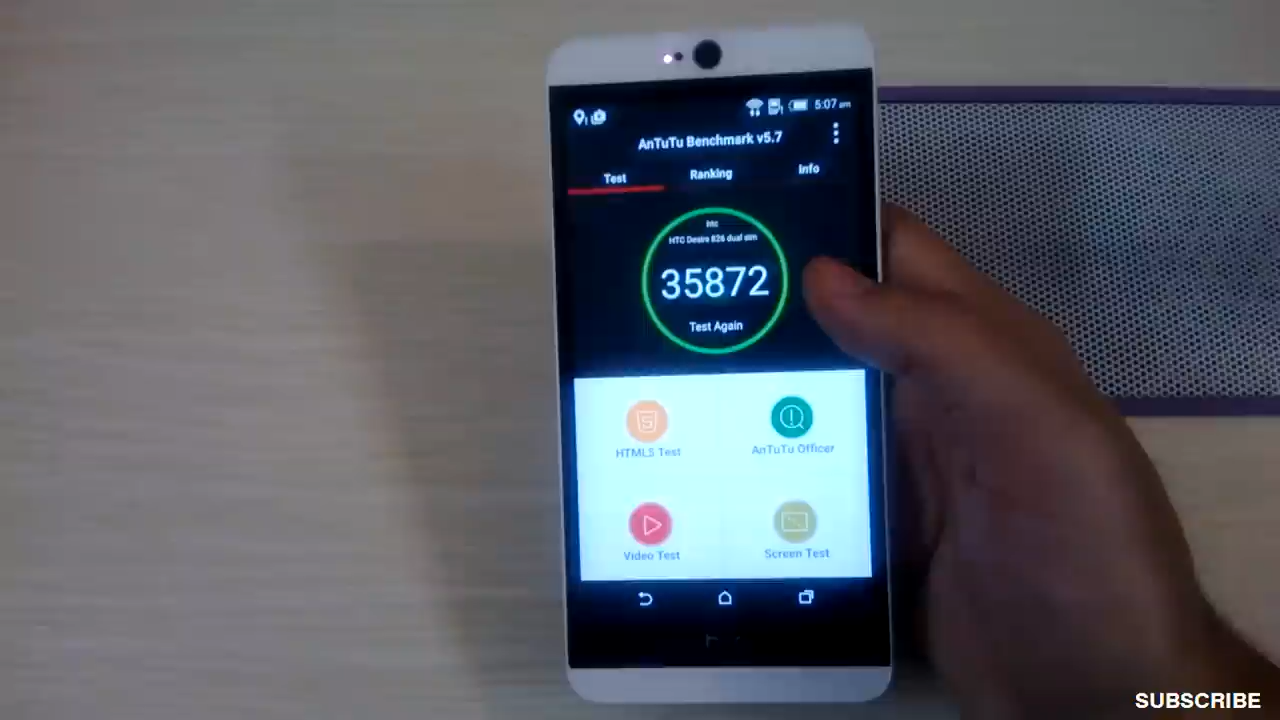 5:07 am
AnTuTu Benchmark v5.7
Test
Ranking
Info
htc
HTC Desire 826 dual sim
35872
Test Again
HTML5 Test
AnTuTu Officer
Video Test
Screen Test
SUBSCRIBE